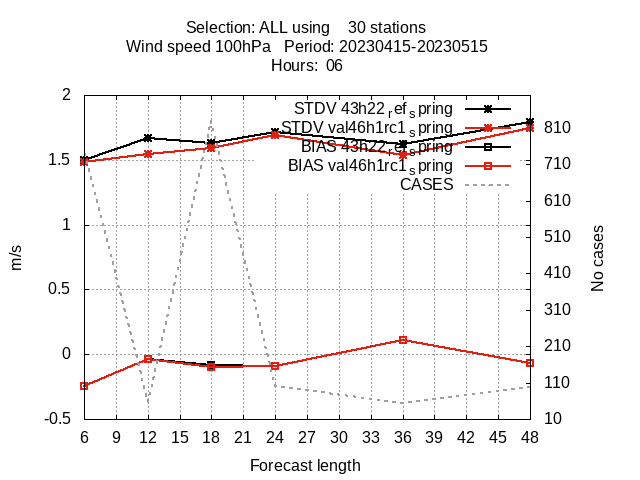 Selection: ALL using 30 stations
Wind speed 100hPa Period: 20230415-20230515
Hours: 06
STDV 43h22_ref_spring
STDV val46h1rc1_spring
BIAS 43h22_ref_spring
BIAS val46h1rc1_spring
CASES
2
1.5
1
0.5
0
-0.5
m/s
810
710
610
510
410
310
210
110
10
No cases
6 9 12 15 18 21 24 27 30 33 36 39 42 45 48
Forecast length